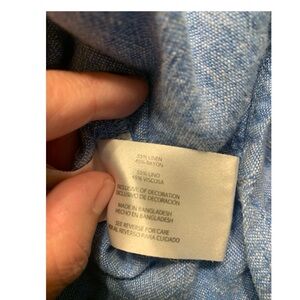 55% LINEN
45% RAYON
55% LINO
45% VISCOSA
EXCLUSIVE OF DECORATION
EXCLUSIVO DE DECORACIÓN
MADE IN BANGLADESH
HECHO EN BANGLADESH
SEE REVERSE FOR CARE
VER AL REVERSO PARA CUIDADO